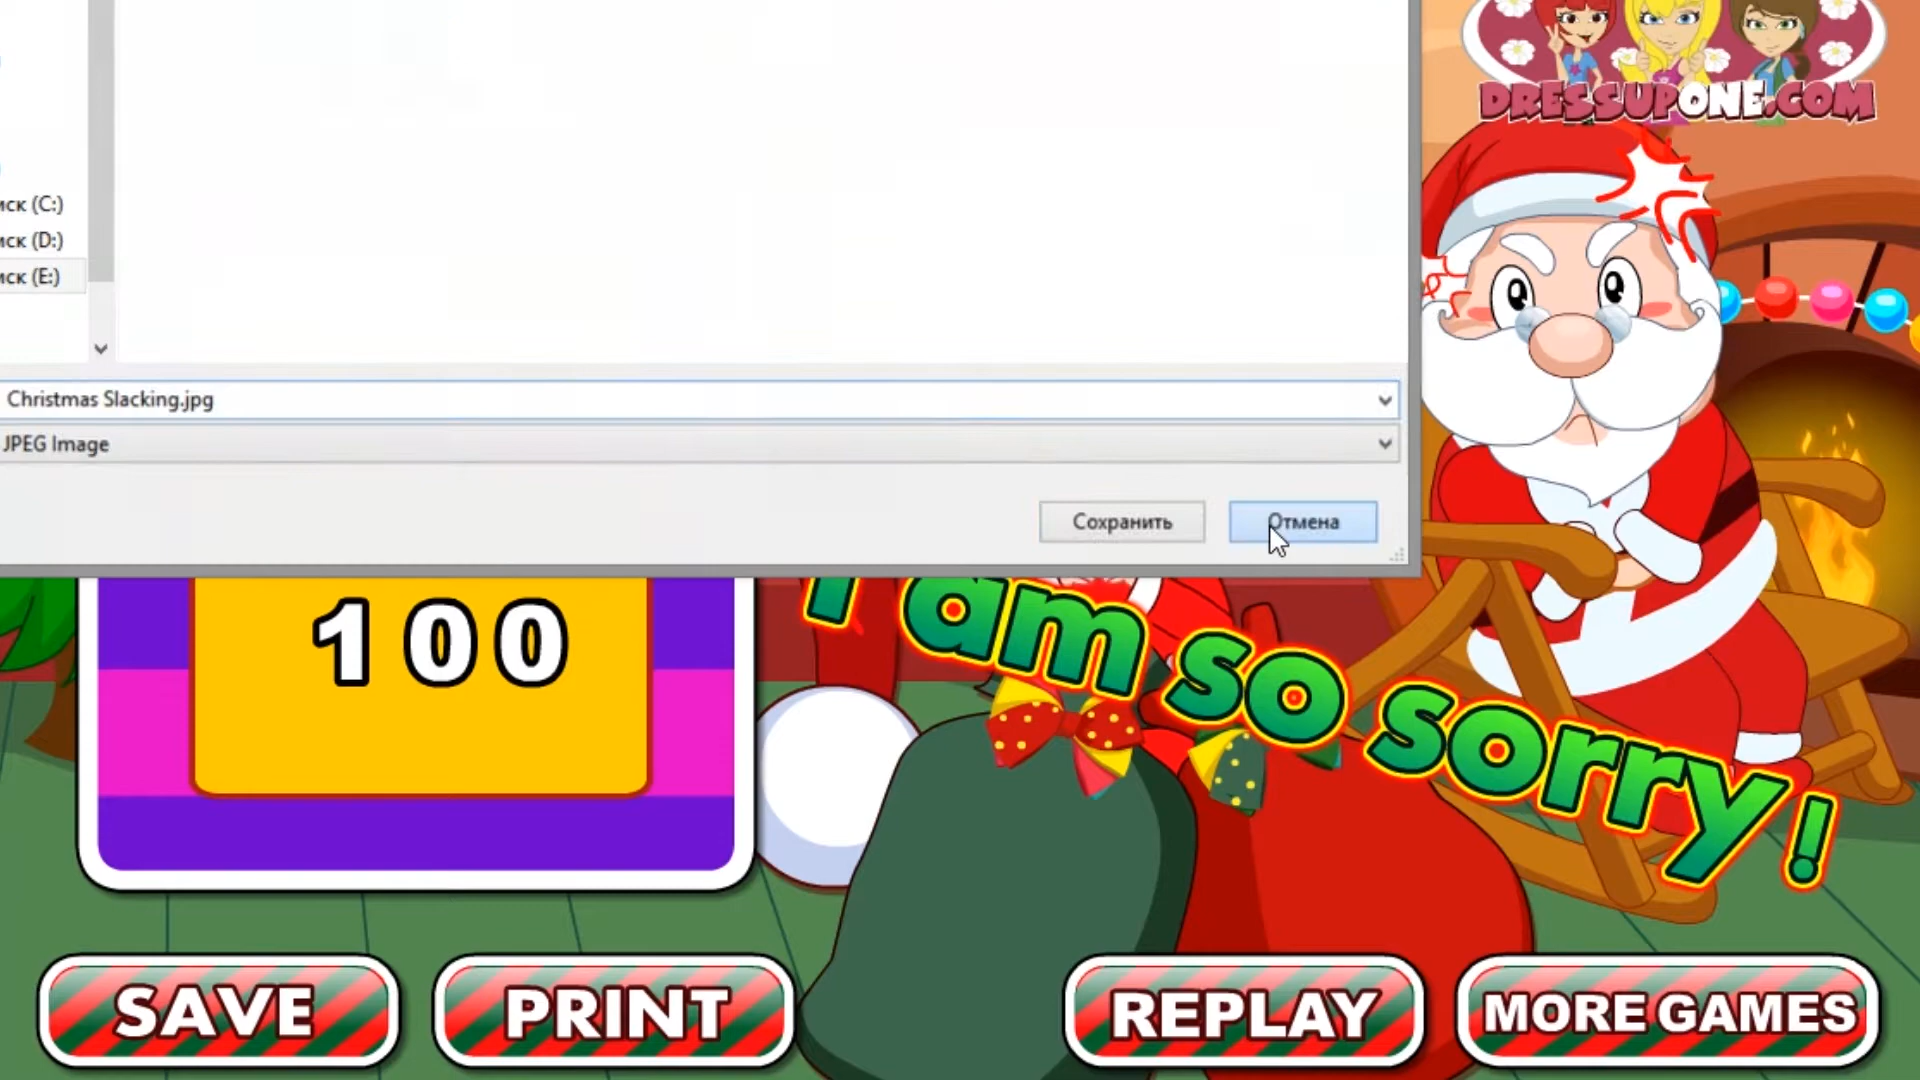 DRESSUPONE.COM
иск (C:)
иск (D:)
иск (E:)
Christmas Slacking.jpg
JPEG Image
Сохранить
Отмена
100
I am so sorry!
SAVE
PRINT
REPLAY
MORE GAMES